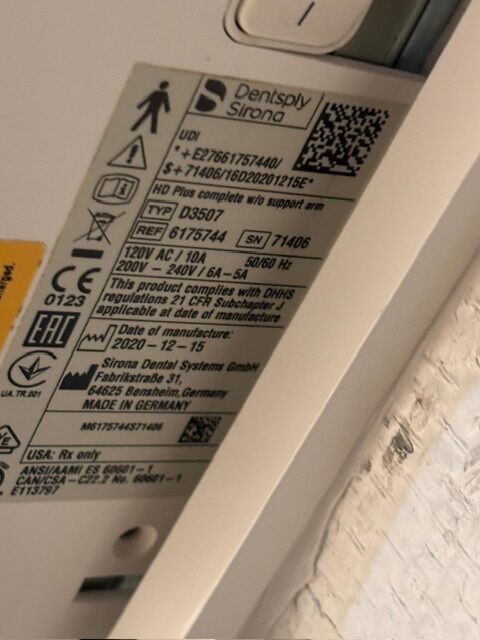 Dentsply
Sirona
UDI
*+E27661757440/
$+71406/16D20201215E*
HD Plus complete w/o support arm
TYP D3507
REF 6175744 SN 71406
120V AC / 10A 50/60 Hz
200V - 240V / 6A-5A
This product complies with DHHS
regulations 21 CFR Subchapter J
applicable at date of manufacture
Date of manufacture:
2020-12-15
Sirona Dental Systems GmbH
Fabrikstraße 31,
64625 Bensheim, Germany
MADE IN GERMANY
M6175744S71406
USA: Rx only
ANSI/AAMI ES 60601-1
CAN/CSA-C22.2 No. 60601-1
E113797
CE
0123
EAC
UA.TR.001